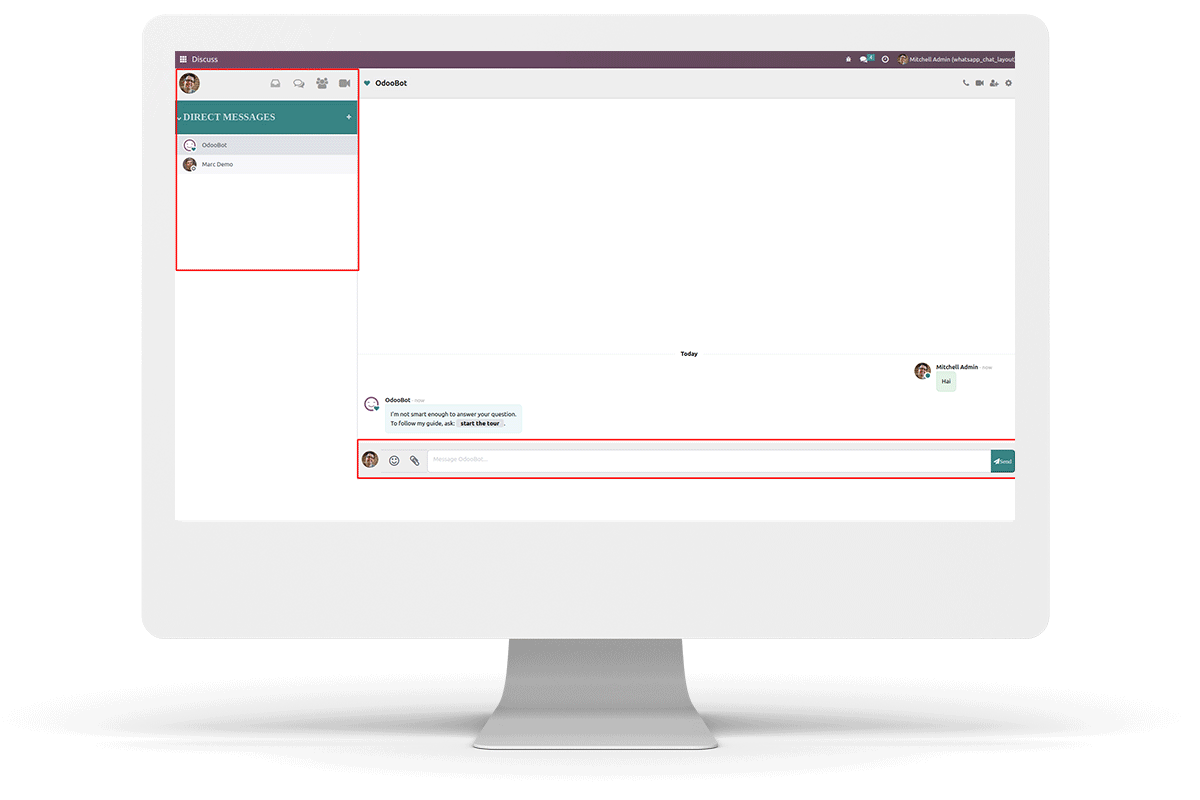 Discuss
4
Mitchell Admin (whatsapp_chat_layout
OdooBot
DIRECT MESSAGES +
OdooBot
Marc Demo
Today
Mitchell Admin - now
Hai
OdooBot - now
I'm not smart enough to answer your question.
To follow my guide, ask: start the tour .
Message OdooBot...
Send